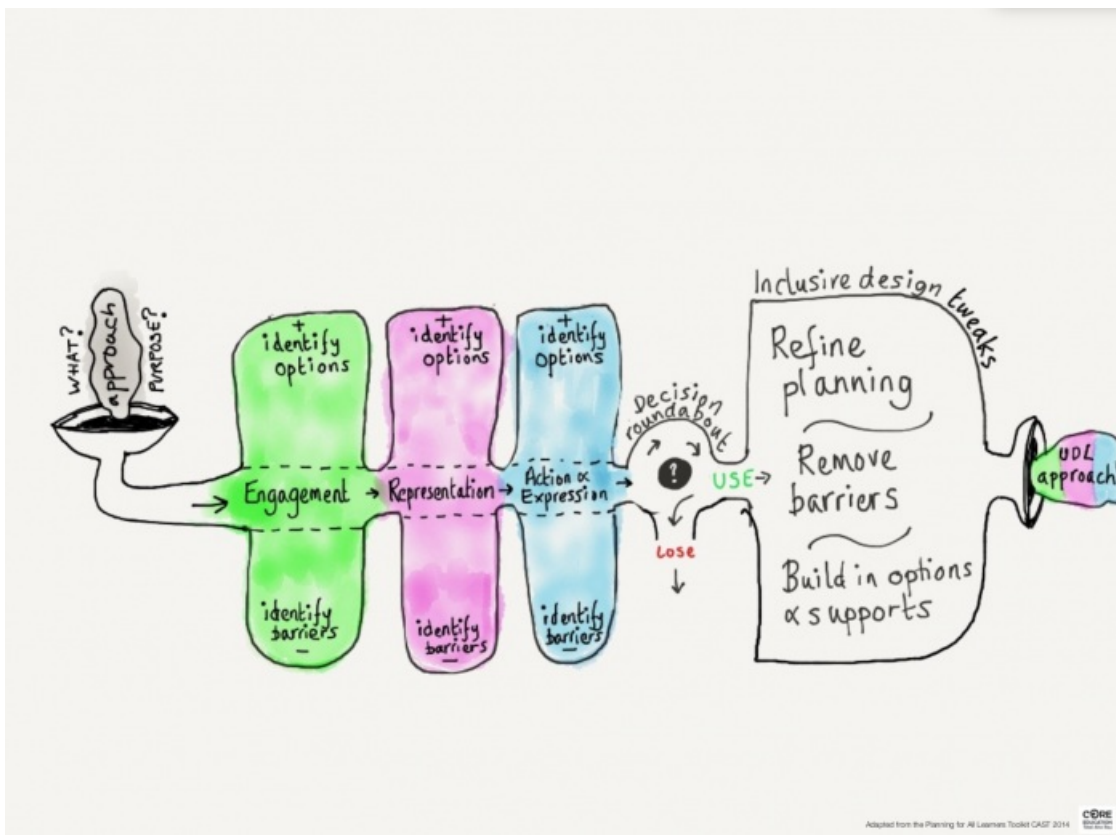 WHAT?
approach
PURPOSE?
+
identify
options
Engagement
identify
barriers
-
+
identify
options
Representation
identify
barriers
-
+
identify
options
Action &
Expression
identify
barriers
-
Decision
roundabout
?
USE
Lose
Inclusive design tweaks
Refine
planning
Remove
barriers
Build in options
& supports
UDL
approach
Adapted from the Planning for All Learners Toolkit CAST 2014
CORE
EDUCATION